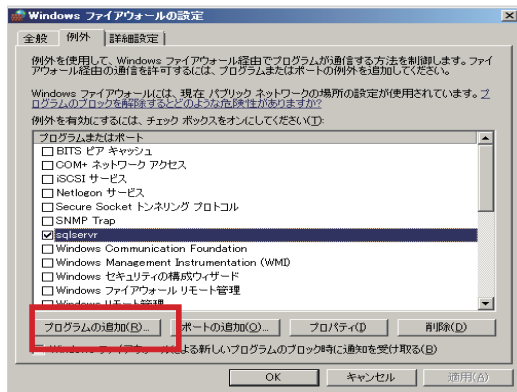 Windows ファイアウォールの設定
全般 例外 詳細設定
例外を使用して、Windows ファイアウォール経由でプログラムが通信する方法を制御します。ファイ
アウォール経由の通信を許可するには、プログラムまたはポートの例外を追加してください。
Windows ファイアウォールには、現在 パブリック ネットワークの場所の設定が使用されています。プ
ログラムのブロックを解除するとどのような危険性がありますか?
例外を有効にするには、チェック ボックスをオンにしてください(T):
プログラムまたはポート
BITS ピア キャッシュ
COM+ ネットワーク アクセス
iSCSI サービス
Netlogon サービス
Secure Socket トンネリング プロトコル
SNMP Trap
sqlservr
Windows Communication Foundation
Windows Management Instrumentation (WMI)
Windows セキュリティの構成ウィザード
Windows ファイアウォール リモート管理
Windows リモート管理
プログラムの追加(R)... ポートの追加(O)... プロパティ(I) 削除(D)
Windows ファイアウォールによる新しいプログラムのブロック時に通知を受け取る(B)
OK キャンセル 適用(A)